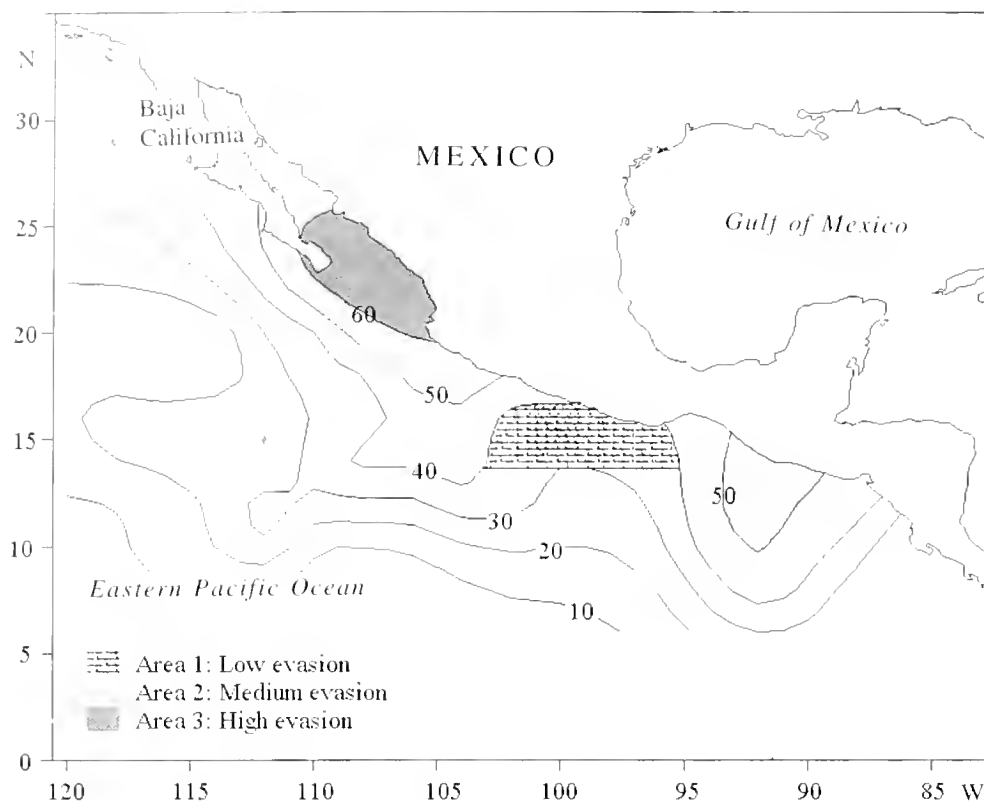 N
Baja
California
30
MEXICO
25
Gulf of Mexico
60
20
50
15
40
50
30
10
20
Eastern Pacific Ocean
10
5
Area 1: Low evasion
Area 2: Medium evasion
Area 3: High evasion
0
120 115 110 105 100 95 90 85 W